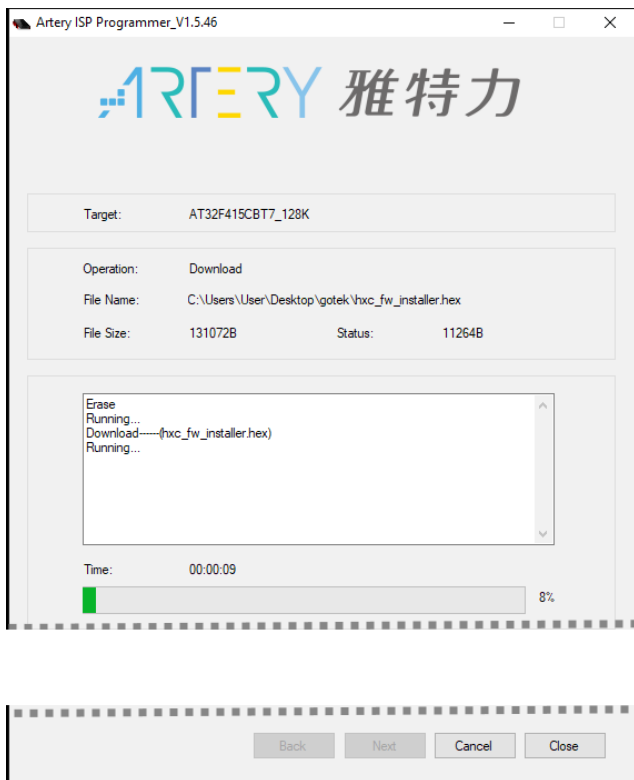 Artery ISP Programmer_V1.5.46
ARTERY 雅特力
Target: AT32F415CBT7_128K
Operation: Download
File Name: C:\Users\User\Desktop\gotek\hxc_fw_installer.hex
File Size: 131072B Status: 11264B
Erase
Running...
Download------(hxc_fw_installer.hex)
Running...
Time: 00:00:09
8%
Back Next Cancel Close